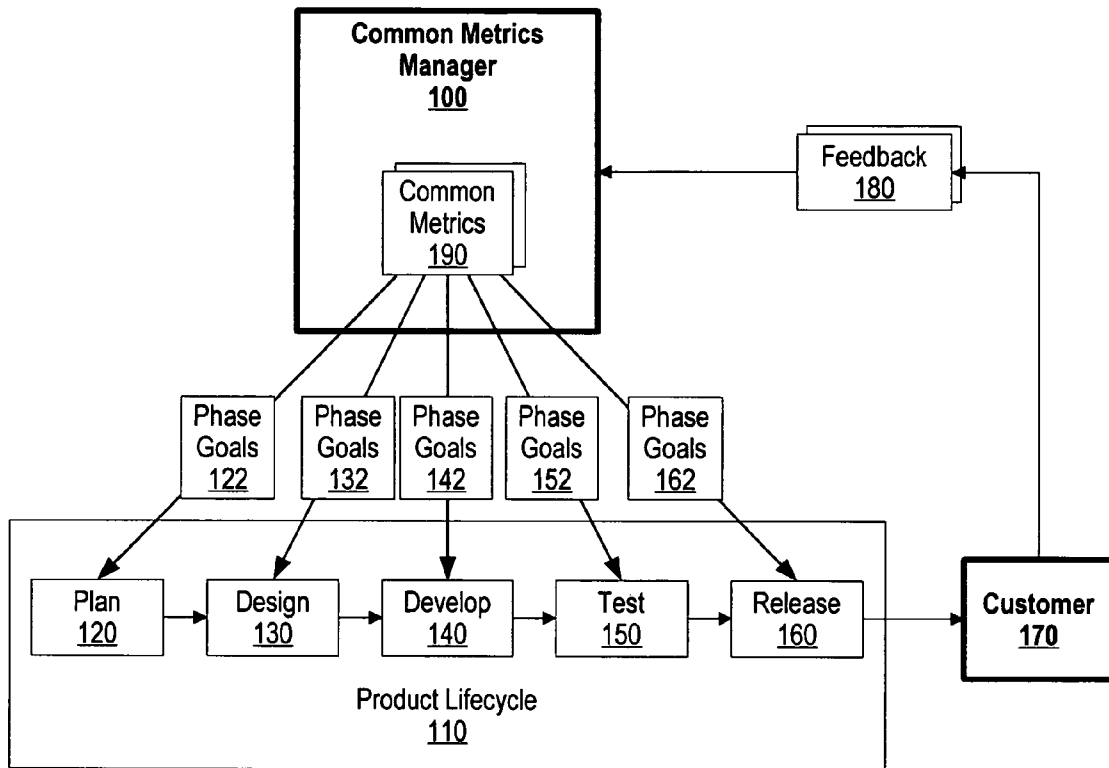 Common Metrics
Manager
100
Feedback
180
Common
Metrics
190
Phase
Goals
122
Phase
Goals
132
Phase
Goals
142
Phase
Goals
152
Phase
Goals
162
Plan
120
Design
130
Develop
140
Test
150
Release
160
Customer
170
Product Lifecycle
110